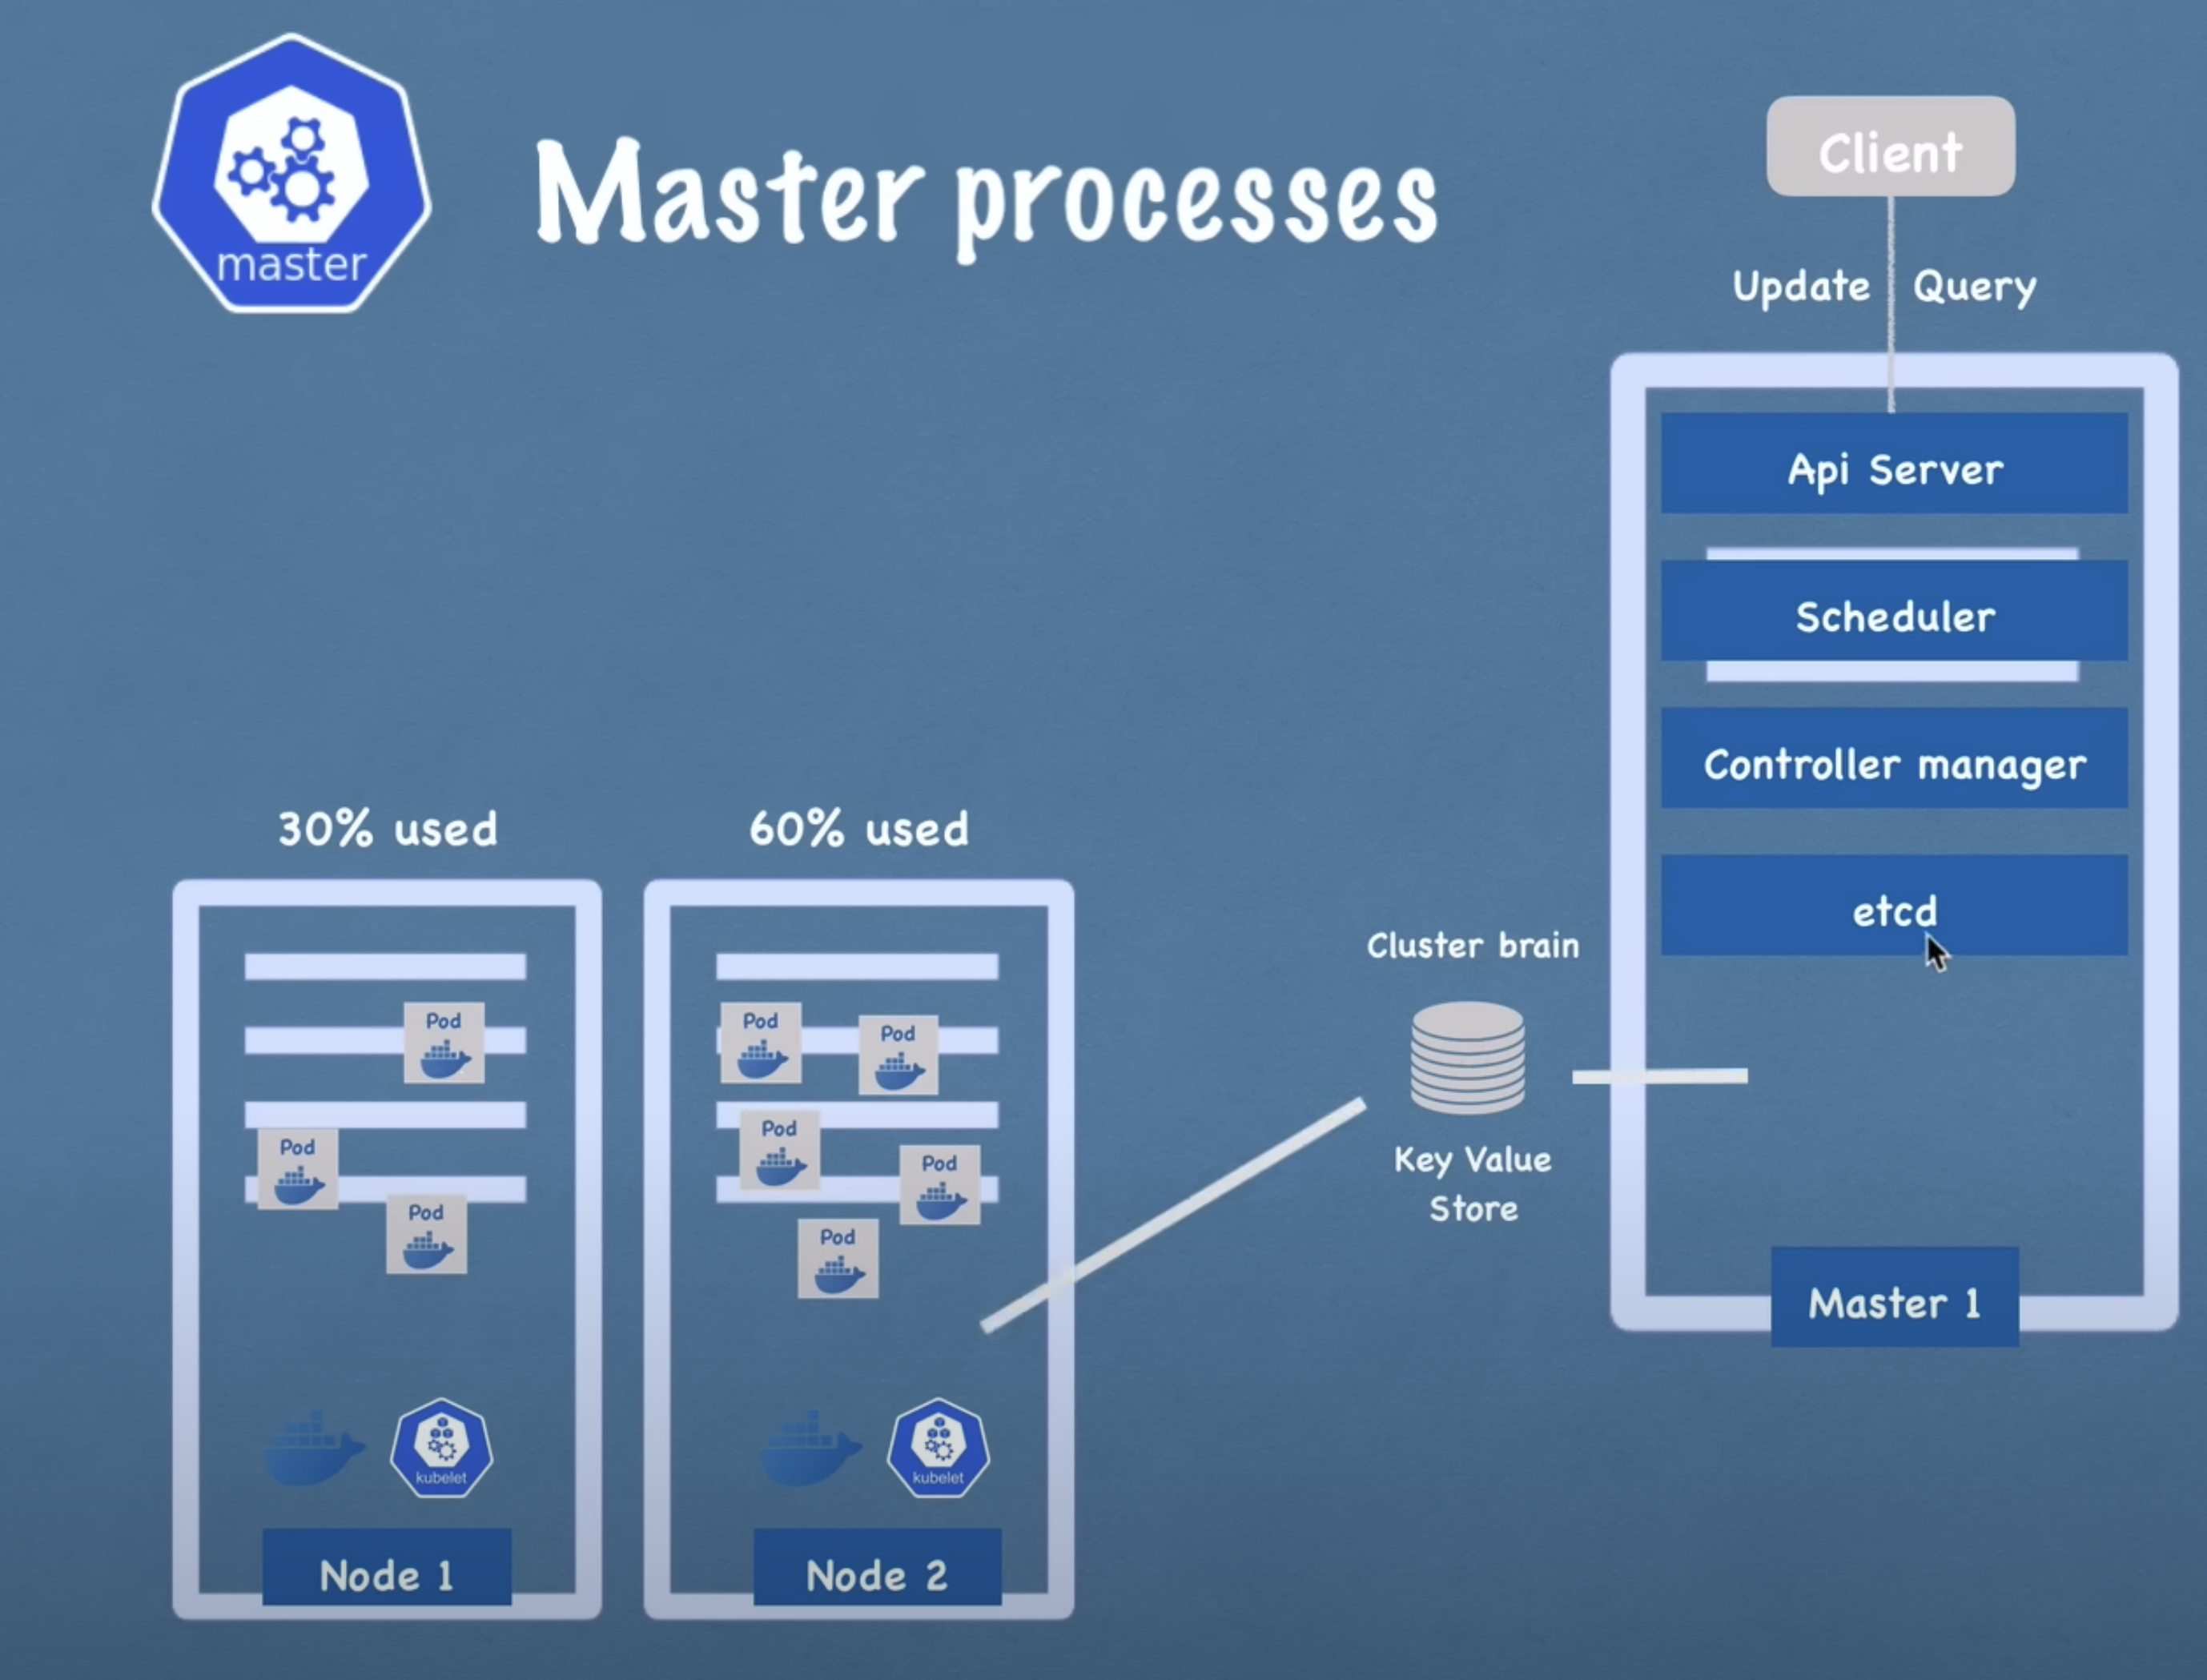 master
Master processes
Client
Update Query
Api Server
Scheduler
Controller manager
etcd
Master 1
Cluster brain
Key Value
Store
30% used
Pod
Pod
Pod
kubelet
Node 1
60% used
Pod
Pod
Pod
Pod
Pod
kubelet
Node 2